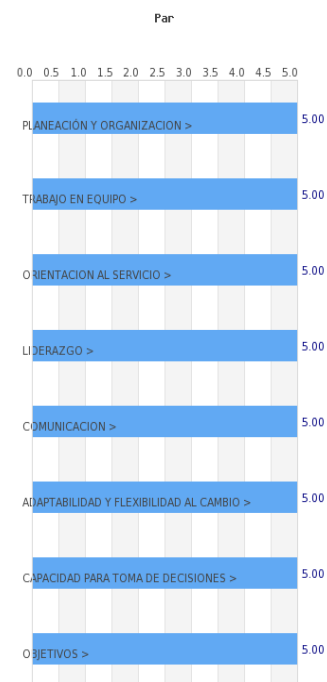 Par
0.0 0.5 1.0 1.5 2.0 2.5 3.0 3.5 4.0 4.5 5.0
PLANEACIÓN Y ORGANIZACION > 5.00
TRABAJO EN EQUIPO > 5.00
ORIENTACION AL SERVICIO > 5.00
LIDERAZGO > 5.00
COMUNICACION > 5.00
ADAPTABILIDAD Y FLEXIBILIDAD AL CAMBIO > 5.00
CAPACIDAD PARA TOMA DE DECISIONES > 5.00
OBJETIVOS > 5.00